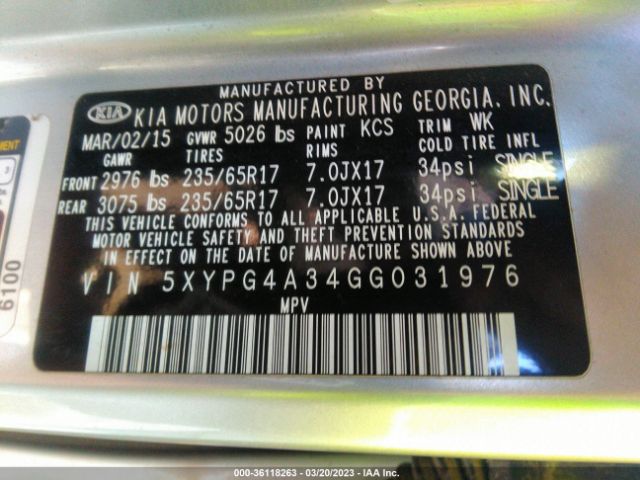 MANUFACTURED BY
KIA KIA MOTORS MANUFACTURING GEORGIA, INC.
MAR/02/15 GVWR 5026 lbs PAINT KCS TRIM WK
GAWR TIRES RIMS COLD TIRE INFL
FRONT 2976 lbs 235/65R17 7.0JX17 34psi SINGLE
REAR 3075 lbs 235/65R17 7.0JX17 34psi SINGLE
THIS VEHICLE CONFORMS TO ALL APPLICABLE U.S.A. FEDERAL
MOTOR VEHICLE SAFETY AND THEFT PREVENTION STANDARDS
IN EFFECT ON THE DATE OF MANUFACTURE SHOWN ABOVE
VIN 5XYPG4A34GG031976
MPV
6100
000-36118263 - 03/20/2023 - IAA Inc.